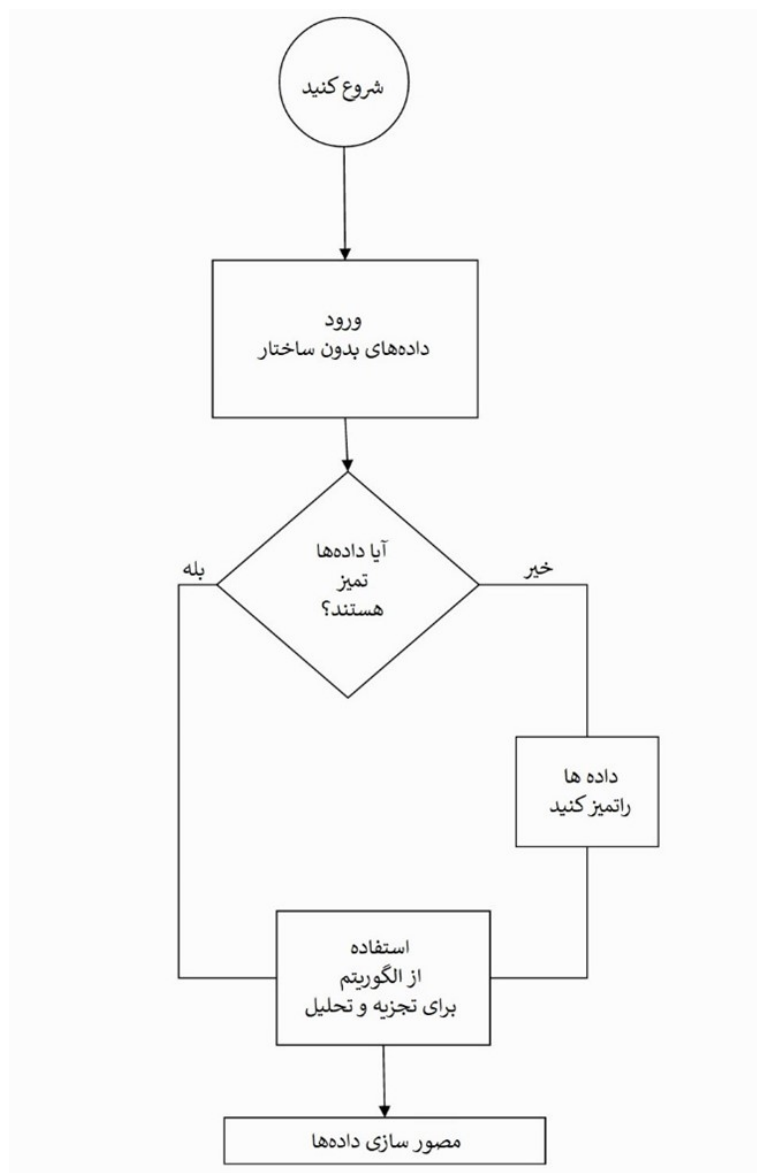 شروع کنید
ورود
داده‌های بدون ساختار
آیا داده‌ها
تمیز
هستند؟
بله
خیر
داده ها
راتمیز کنید
استفاده
از الگوریتم
برای تجزیه و تحلیل
مصور سازی داده‌ها